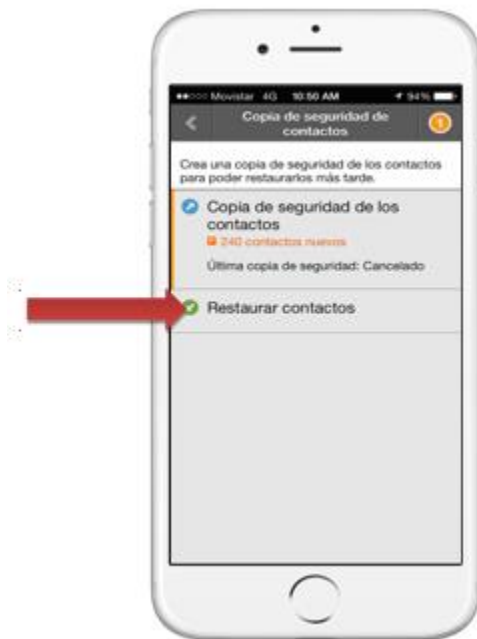 Movistar 4G 10:50 AM 94%
Copia de seguridad de
contactos
1
Crea una copia de seguridad de los contactos
para poder restaurarlos más tarde.
Copia de seguridad de los
contactos
240 contactos nuevos
Última copia de seguridad: Cancelado
Restaurar contactos